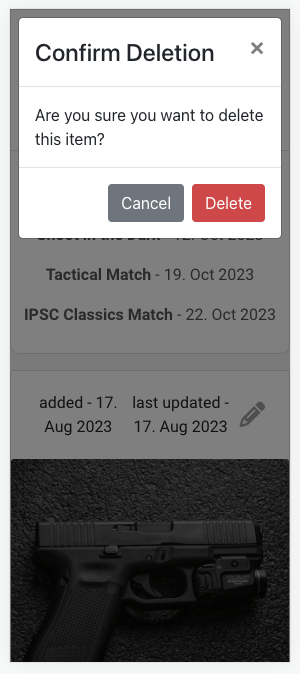 Confirm Deletion ×
Are you sure you want to delete
this item?
Cancel Delete
Tactical Match - 19. Oct 2023
IPSC Classics Match - 22. Oct 2023
added - 17.
Aug 2023
last updated -
17. Aug 2023